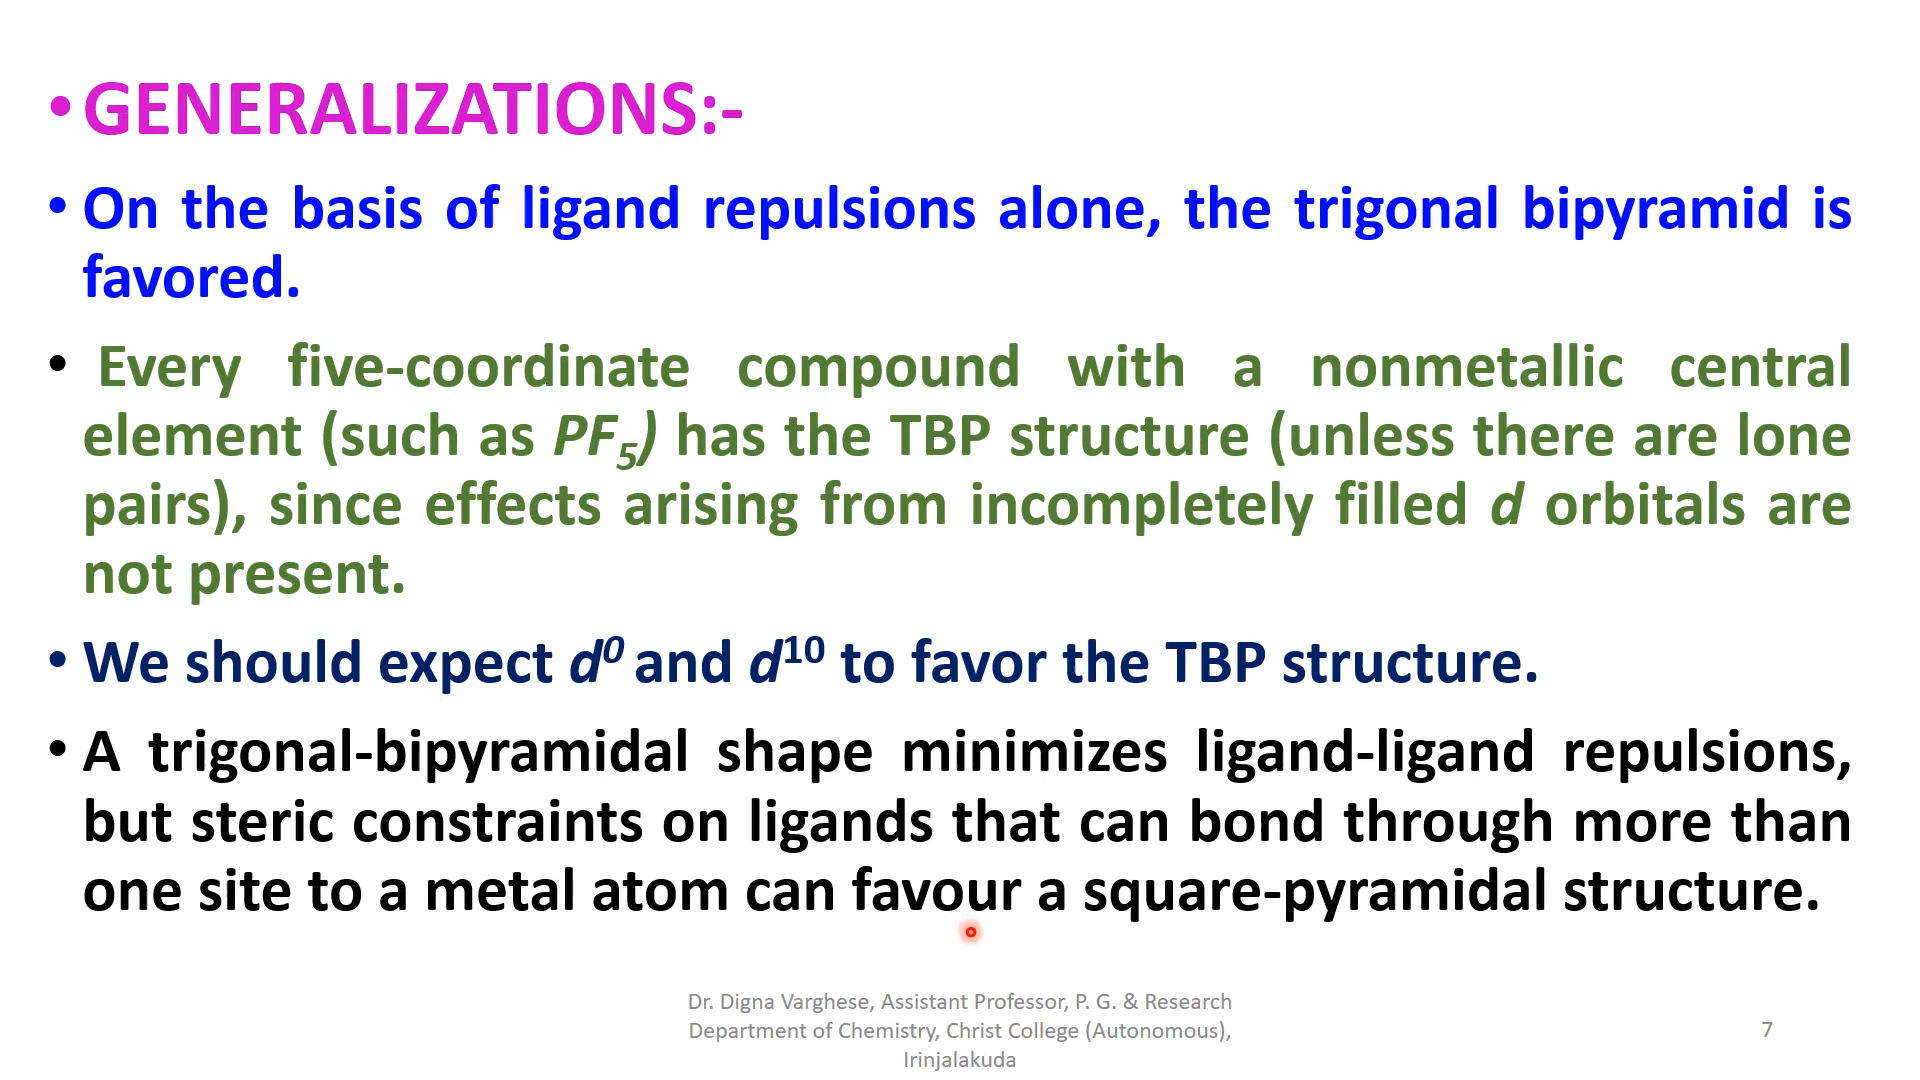 •GENERALIZATIONS:-
• On the basis of ligand repulsions alone, the trigonal bipyramid is
favored.
• Every five-coordinate compound with a nonmetallic central
element (such as PF₅) has the TBP structure (unless there are lone
pairs), since effects arising from incompletely filled d orbitals are
not present.
• We should expect d⁰ and d¹⁰ to favor the TBP structure.
• A trigonal-bipyramidal shape minimizes ligand-ligand repulsions,
but steric constraints on ligands that can bond through more than
one site to a metal atom can favour a square-pyramidal structure.
Dr. Digna Varghese, Assistant Professor, P. G. & Research
Department of Chemistry, Christ College (Autonomous),
Irinjalakuda
7